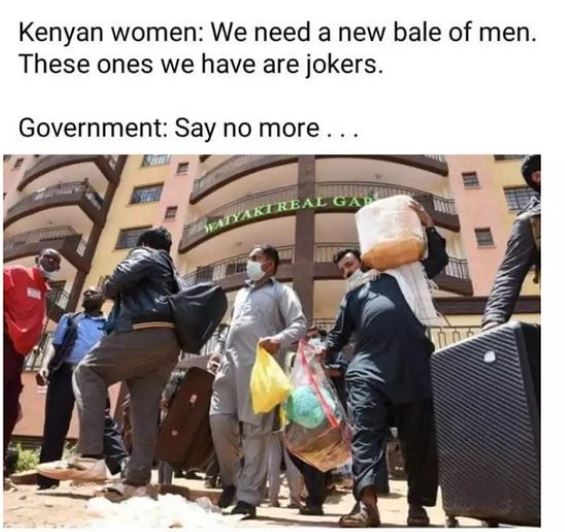 Kenyan women: We need a new bale of men.
These ones we have are jokers.
Government: Say no more . . .
WAIYAKI REAL GAR